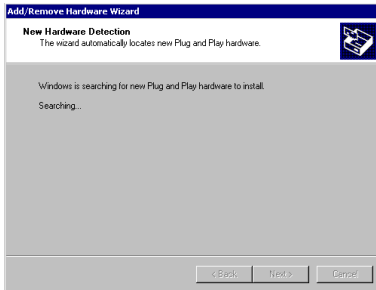 Add/Remove Hardware Wizard
New Hardware Detection
The wizard automatically locates new Plug and Play hardware.
Windows is searching for new Plug and Play hardware to install.
Searching...
< Back Next > Cancel